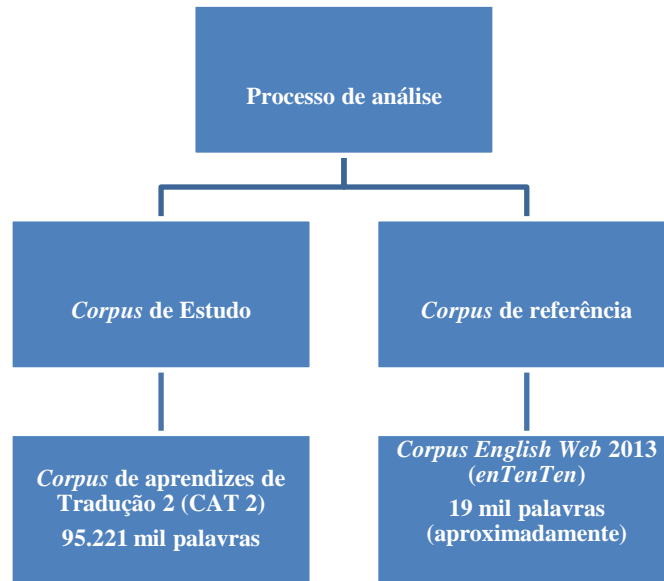 Processo de análise
Corpus de Estudo
Corpus de referência
Corpus de aprendizes de
Tradução 2 (CAT 2)
95.221 mil palavras
Corpus English Web 2013
(enTenTen)
19 mil palavras
(aproximadamente)